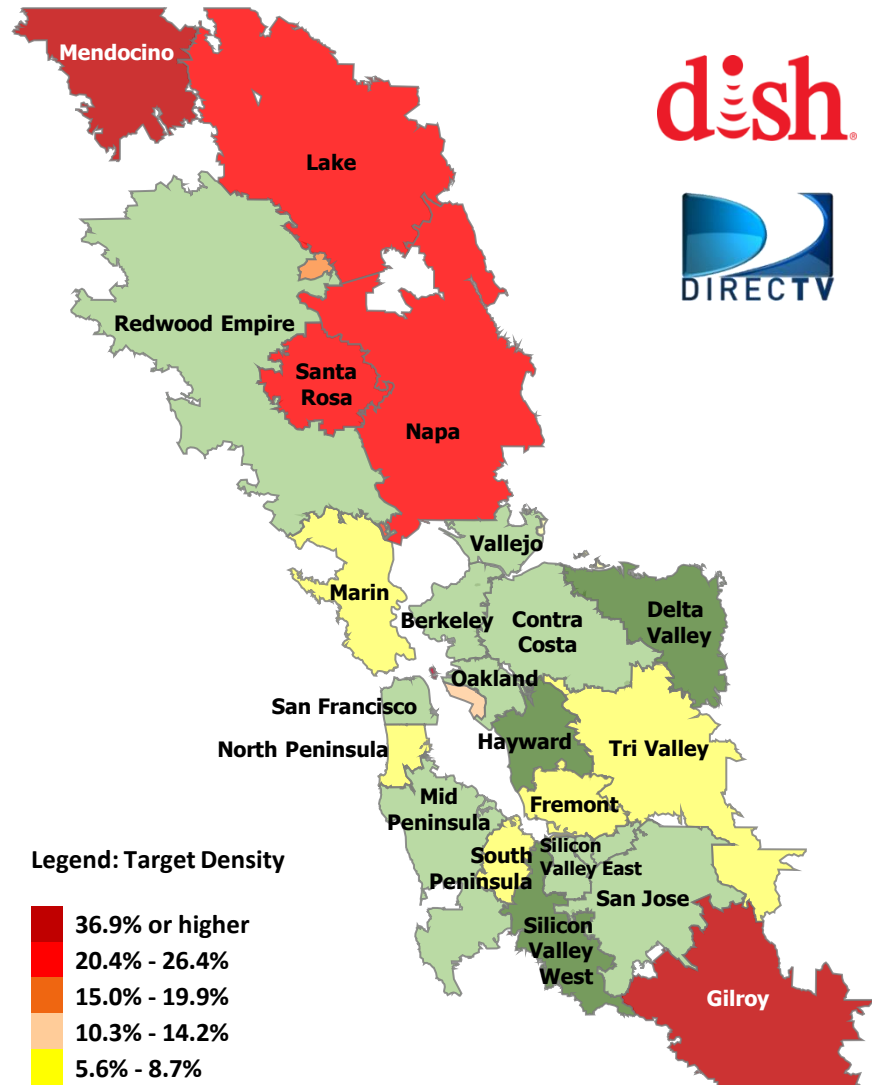 Mendocino
dish
Lake
DIRECTV
Redwood Empire
Santa
Rosa
Napa
Vallejo
Marin
Berkeley
Contra
Costa
Delta
Valley
Oakland
San Francisco
North Peninsula
Hayward
Tri Valley
Mid
Peninsula
Fremont
South
Peninsula
Silicon
Valley East
San Jose
Silicon
Valley
West
Gilroy
Legend: Target Density
36.9% or higher
20.4% - 26.4%
15.0% - 19.9%
10.3% - 14.2%
5.6% - 8.7%